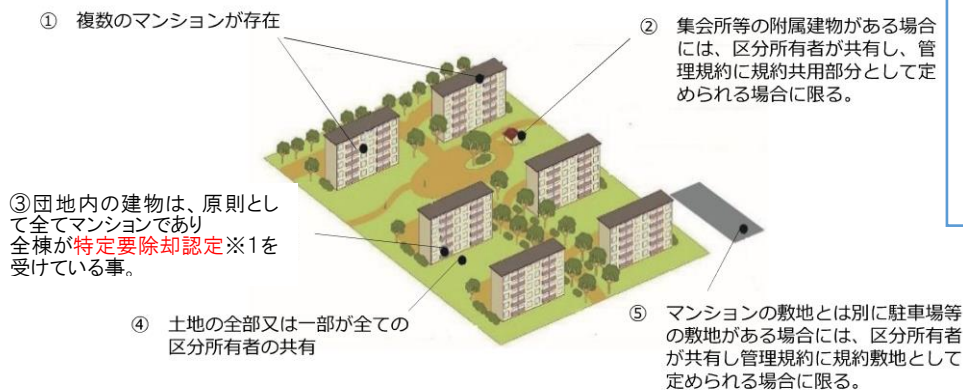 ① 複数のマンションが存在
② 集会所等の附属建物がある場合
には、区分所有者が共有し、管
理規約に規約共用部分として定
められる場合に限る。
③団地内の建物は、原則とし
て全てマンションであり
全棟が特定要除却認定※1を
受けている事。
④ 土地の全部又は一部が全ての
区分所有者の共有
⑤ マンションの敷地とは別に駐車場等
の敷地がある場合には、区分所有者
が共有し管理規約に規約敷地として
定められる場合に限る。